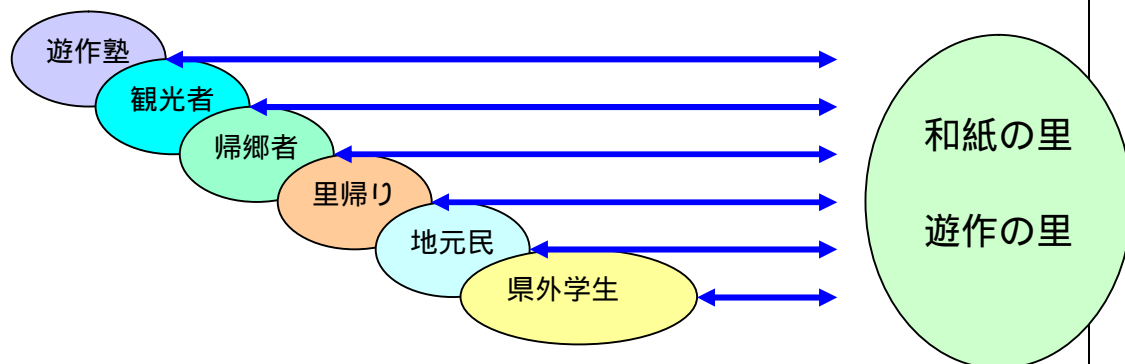 遊作塾
観光者
帰郷者
里帰り
地元民
県外学生
和紙の里
遊作の里